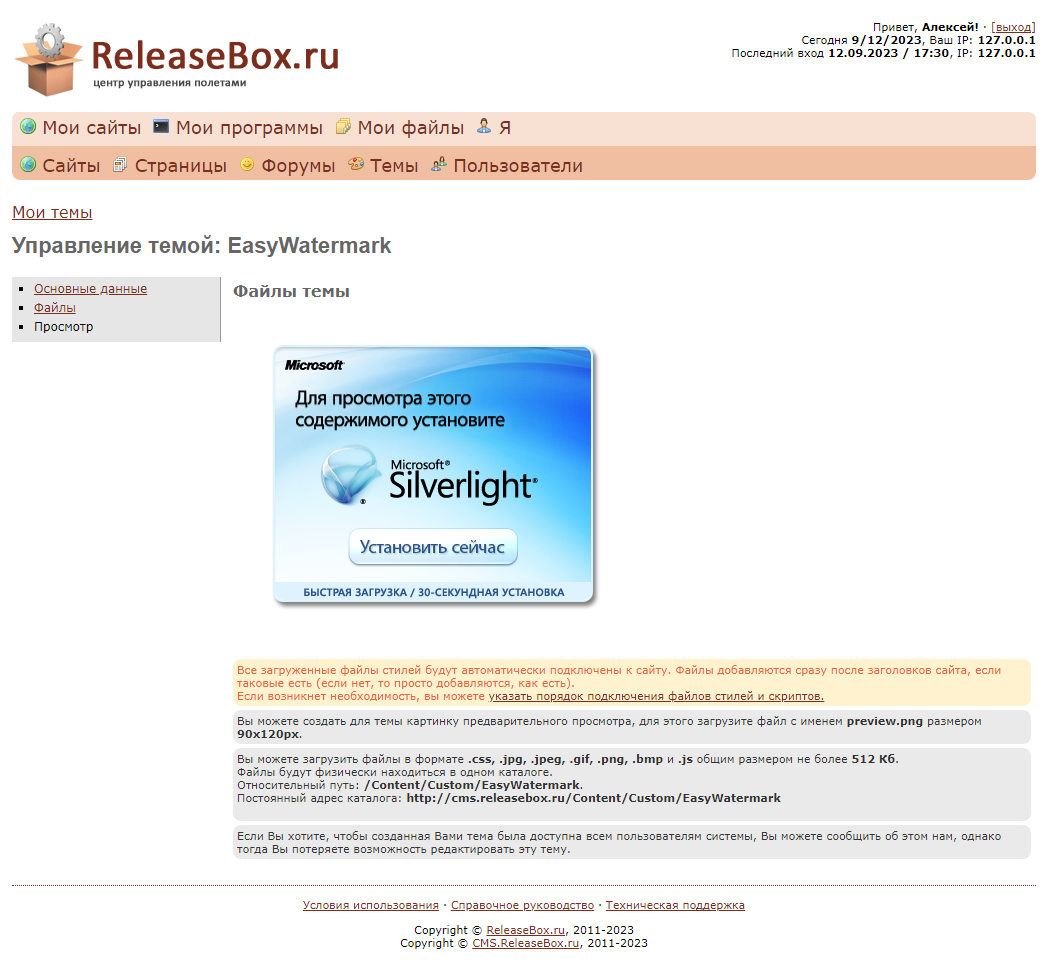 ReleaseBox.ru
центр управления полетами
Привет, Алексей! · [выход]
Сегодня 9/12/2023, Ваш IP: 127.0.0.1
Последний вход 12.09.2023 / 17:30, IP: 127.0.0.1
Мои сайты Мои программы Мои файлы Я
Сайты Страницы Форумы Темы Пользователи
Мои темы
Управление темой: EasyWatermark
Основные данные
Файлы
Просмотр
Файлы темы
Microsoft
Для просмотра этого
содержимого установите
Microsoft®
Silverlight®
®
Установить сейчас
БЫСТРАЯ ЗАГРУЗКА / 30-СЕКУНДНАЯ УСТАНОВКА
Все загруженные файлы стилей будут автоматически подключены к сайту. Файлы добавляются сразу после заголовков сайта, если
таковые есть (если нет, то просто добавляются, как есть).
Если возникнет необходимость, вы можете указать порядок подключения файлов стилей и скриптов.
Вы можете создать для темы картинку предварительного просмотра, для этого загрузите файл с именем preview.png размером
90x120px.
Вы можете загрузить файлы в формате .css, .jpg, .jpeg, .gif, .png, .bmp и .js общим размером не более 512 Кб.
Файлы будут физически находиться в одном каталоге.
Относительный путь: /Content/Custom/EasyWatermark.
Постоянный адрес каталога: http://cms.releasebox.ru/Content/Custom/EasyWatermark
Если Вы хотите, чтобы созданная Вами тема была доступна всем пользователям системы, Вы можете сообщить об этом нам, однако
тогда Вы потеряете возможность редактировать эту тему.
Условия использования · Справочное руководство · Техническая поддержка
Copyright © ReleaseBox.ru, 2011-2023
Copyright © CMS.ReleaseBox.ru, 2011-2023